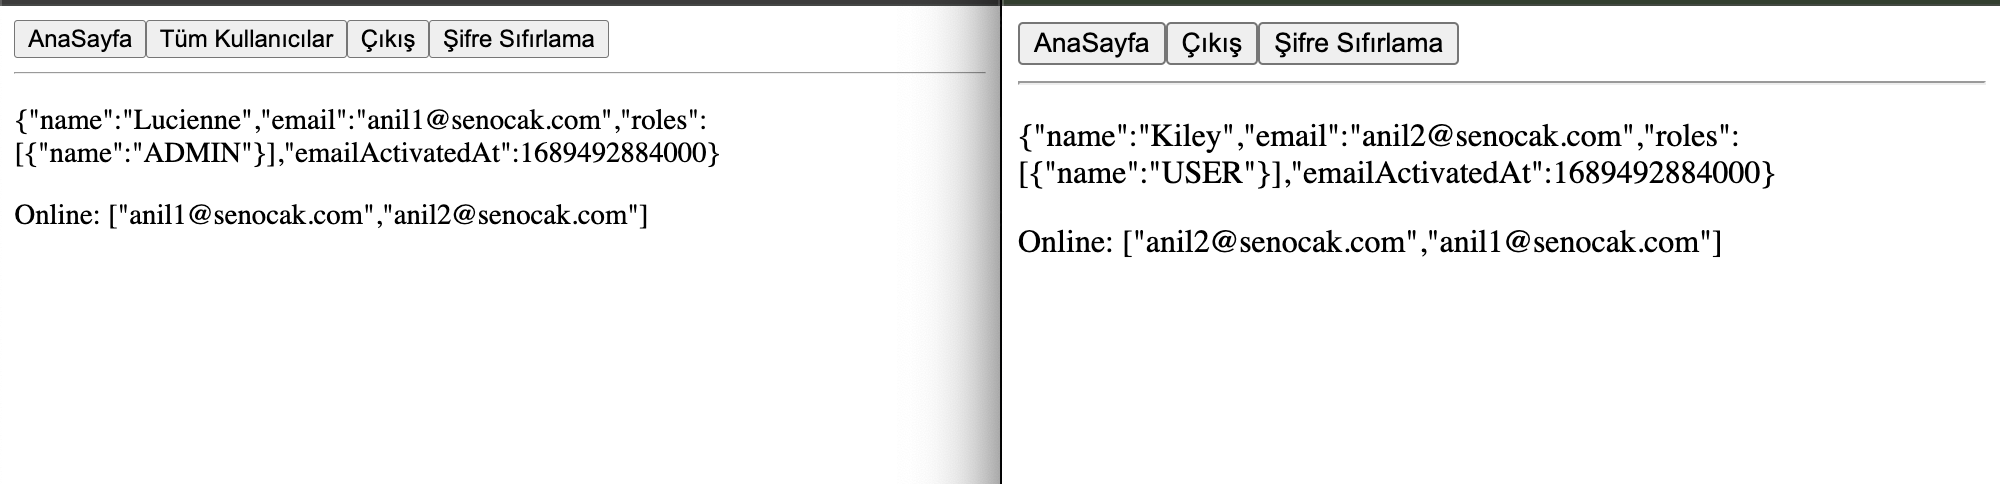 AnaSayfa Tüm Kullanıcılar Çıkış Şifre Sıfırlama
{"name":"Lucienne","email":"anil1@senocak.com","roles":
[{"name":"ADMIN"}],"emailActivatedAt":1689492884000}
Online: ["anil1@senocak.com","anil2@senocak.com"]
AnaSayfa Çıkış Şifre Sıfırlama
{"name":"Kiley","email":"anil2@senocak.com","roles":
[{"name":"USER"}],"emailActivatedAt":1689492884000}
Online: ["anil2@senocak.com","anil1@senocak.com"]